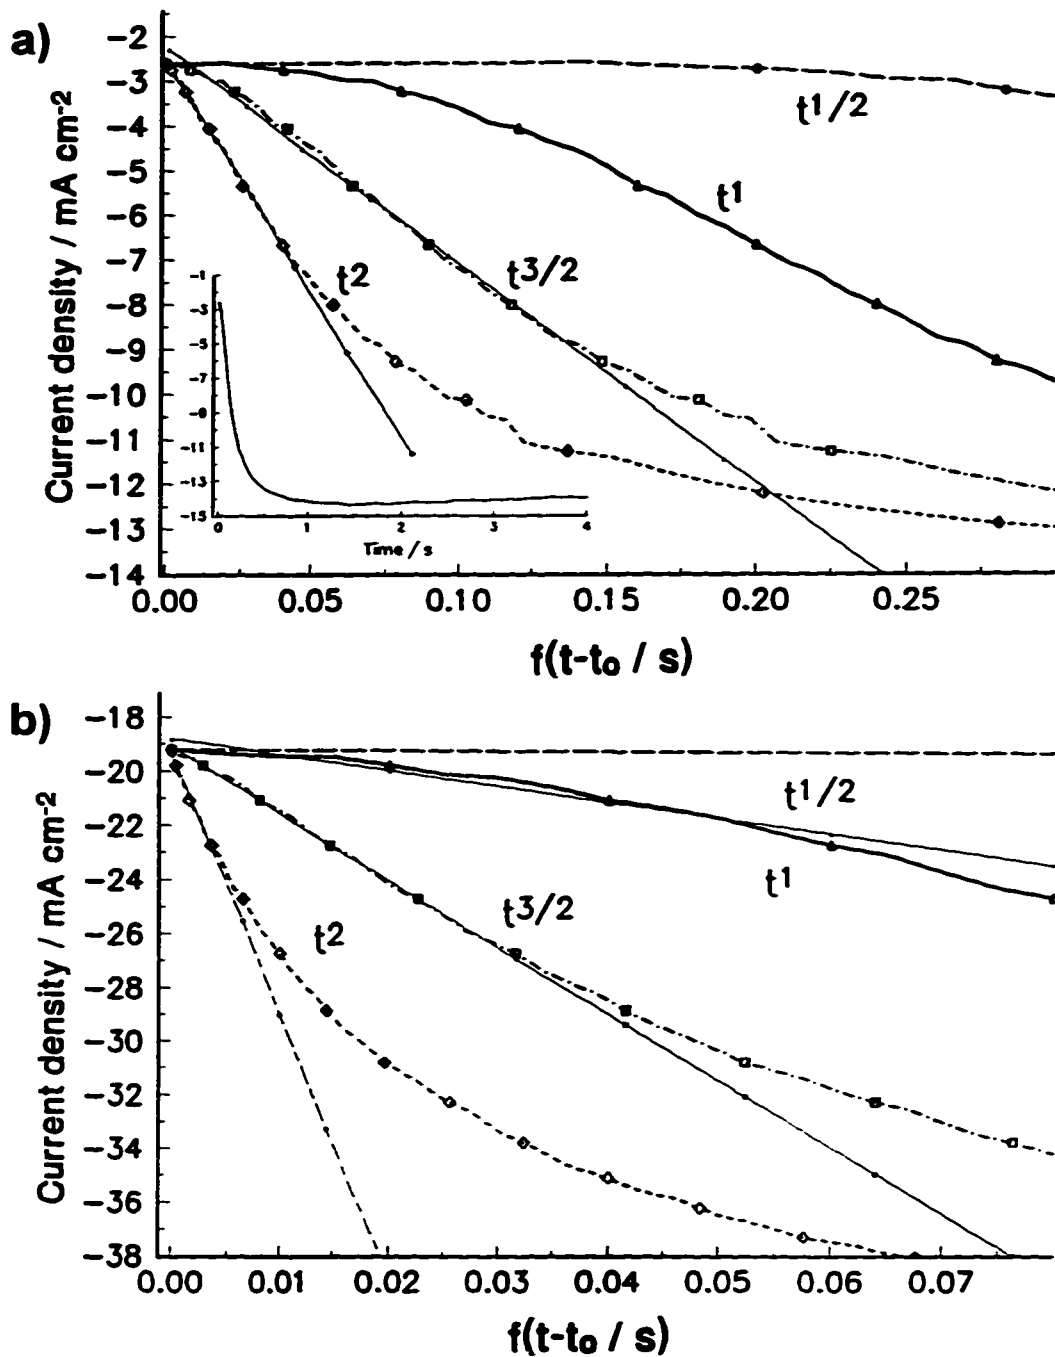 a)
Current density / mA cm-2
-2
-3
-4
-5
-6
-7
-8
-9
-10
-11
-12
-13
-14
t1/2
t1
t3/2
t2
-1
-3
-5
-7
-9
-11
-13
-15
0 1 2 3 4
Time / s
0.00 0.05 0.10 0.15 0.20 0.25
f(t-to / s)
b)
Current density / mA cm-2
-18
-20
-22
-24
-26
-28
-30
-32
-34
-36
-38
t1/2
t1
t3/2
t2
0.00 0.01 0.02 0.03 0.04 0.05 0.06 0.07
f(t-to / s)